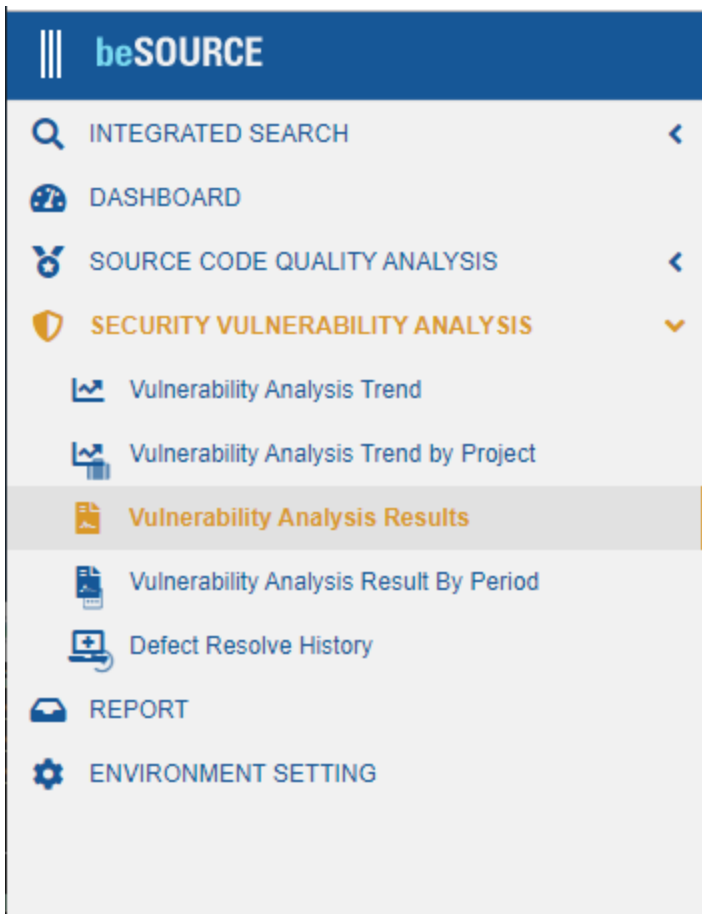 beSOURCE
INTEGRATED SEARCH
DASHBOARD
SOURCE CODE QUALITY ANALYSIS
SECURITY VULNERABILITY ANALYSIS
Vulnerability Analysis Trend
Vulnerability Analysis Trend by Project
Vulnerability Analysis Results
Vulnerability Analysis Result By Period
Defect Resolve History
REPORT
ENVIRONMENT SETTING